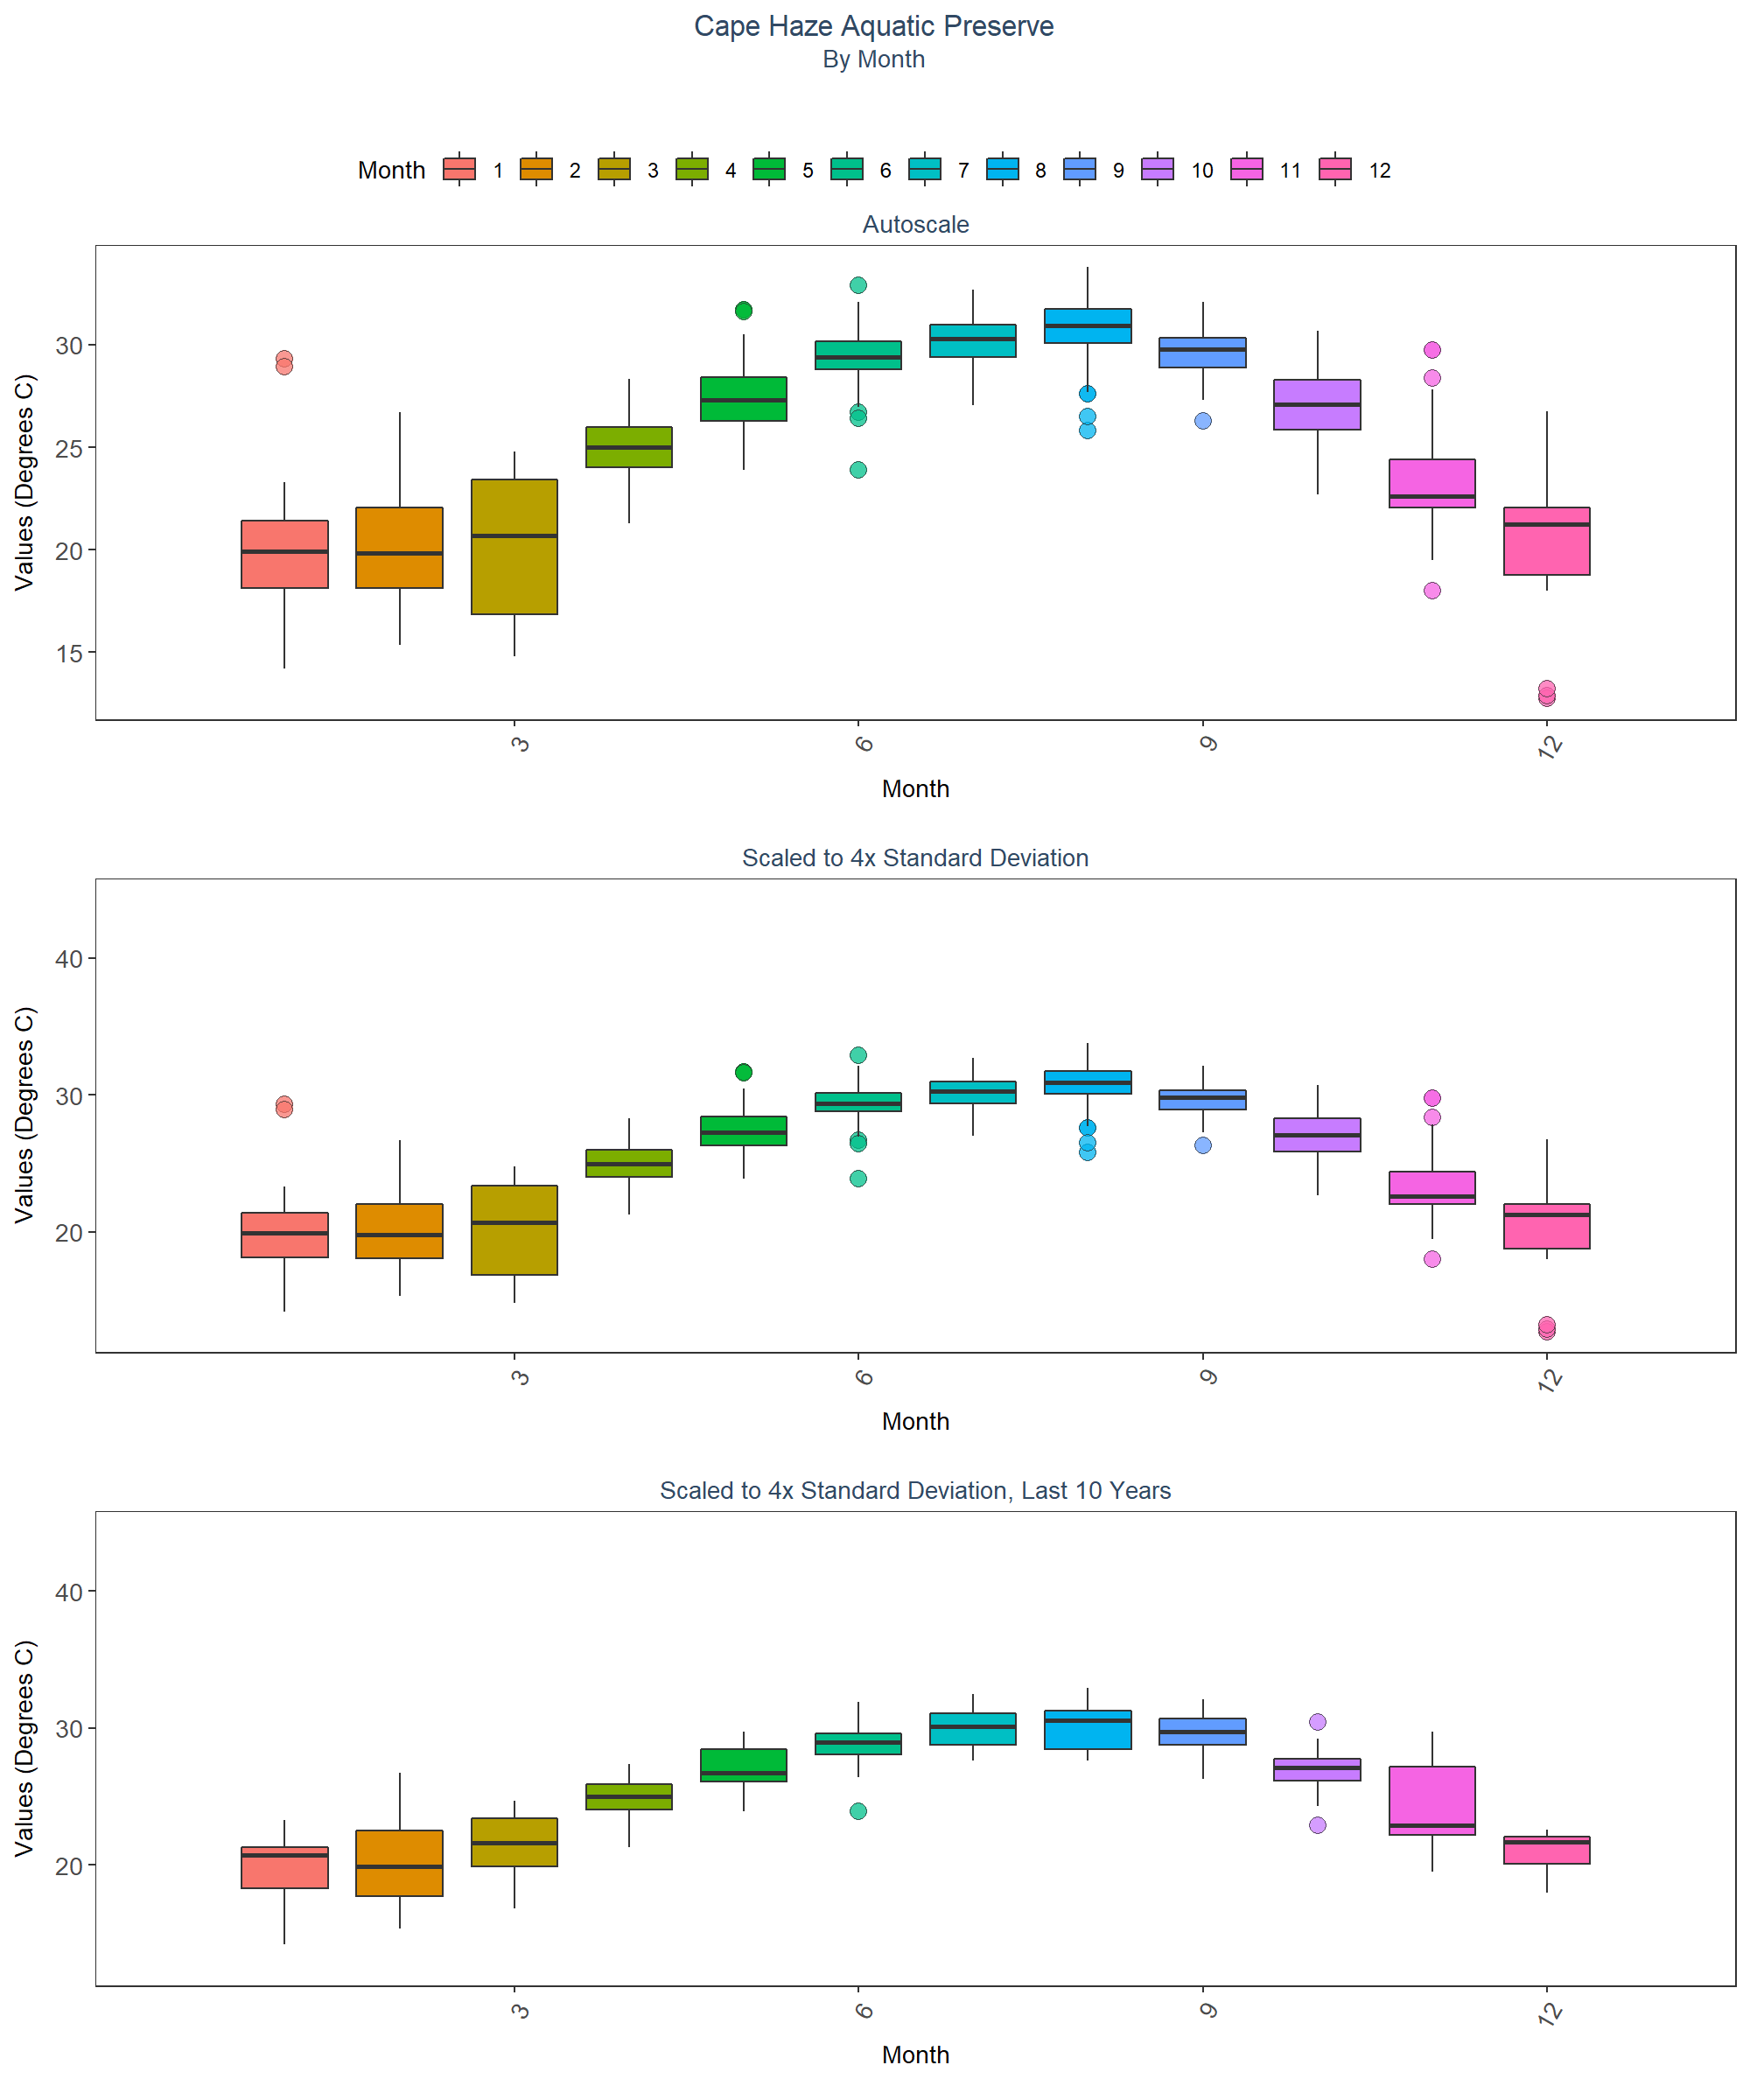 Cape Haze Aquatic Preserve
By Month
Month 1 2 3 4 5 6 7 8 9 10 11 12
Autoscale
Values (Degrees C)
30
25
20
15
3 6 9 12
Month
Scaled to 4x Standard Deviation
Values (Degrees C)
40
30
20
3 6 9 12
Month
Scaled to 4x Standard Deviation, Last 10 Years
Values (Degrees C)
40
30
20
3 6 9 12
Month